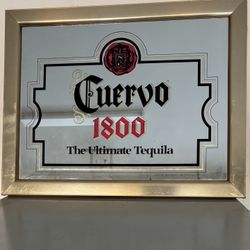 Cuervo
1800
The Ultimate Tequila